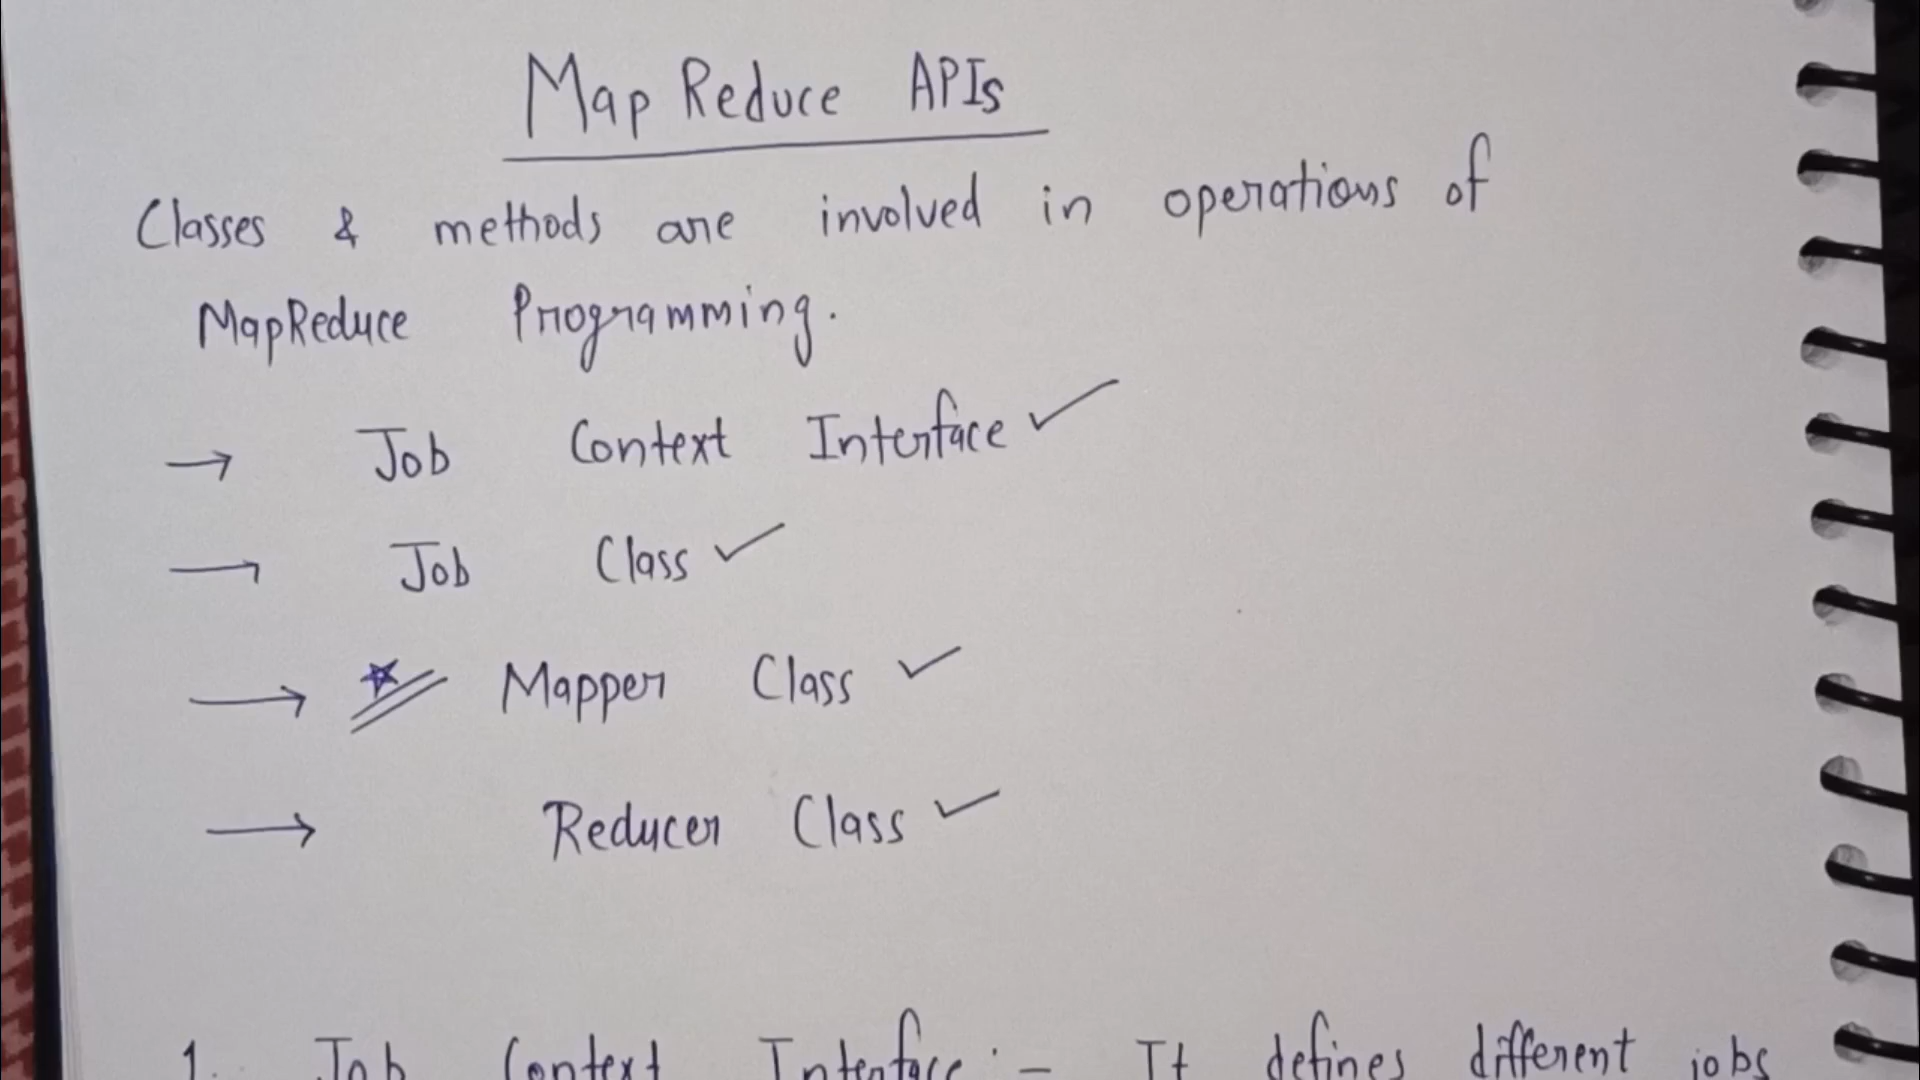 Map Reduce APIs
Classes & methods are involved in operations of
MapReduce Programming.
→ Job Context Interface ✓
→ Job Class ✓
→ ☆ Mapper Class ✓
→ Reducer Class ✓
1. Job Context Interface :- It defines different jobs